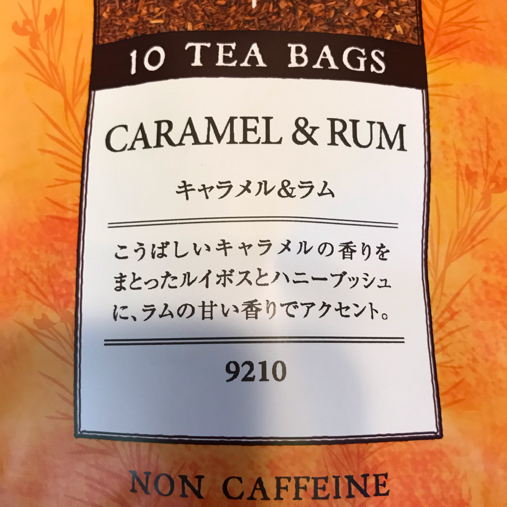 10 TEA BAGS
CARAMEL & RUM
キャラメル&ラム
こうばしいキャラメルの香りを
まとったルイボスとハニーブッシュ
に、ラムの甘い香りでアクセント。
9210
NON CAFFEINE